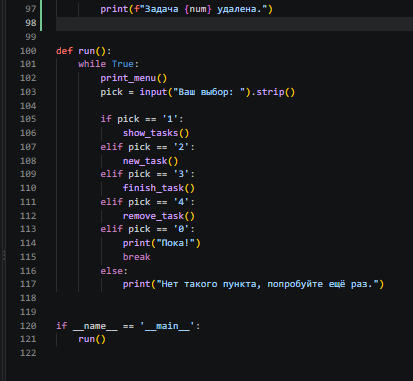 97 print(f"Задача {num} удалена.")
98
99
100 def run():
101 while True:
102 print_menu()
103 pick = input("Ваш выбор: ").strip()
104
105 if pick == '1':
106 show_tasks()
107 elif pick == '2':
108 new_task()
109 elif pick == '3':
110 finish_task()
111 elif pick == '4':
112 remove_task()
113 elif pick == '0':
114 print("Пока!")
115 break
116 else:
117 print("Нет такого пункта, попробуйте ещё раз.")
118
119
120 if __name__ == '__main__':
121 run()
122